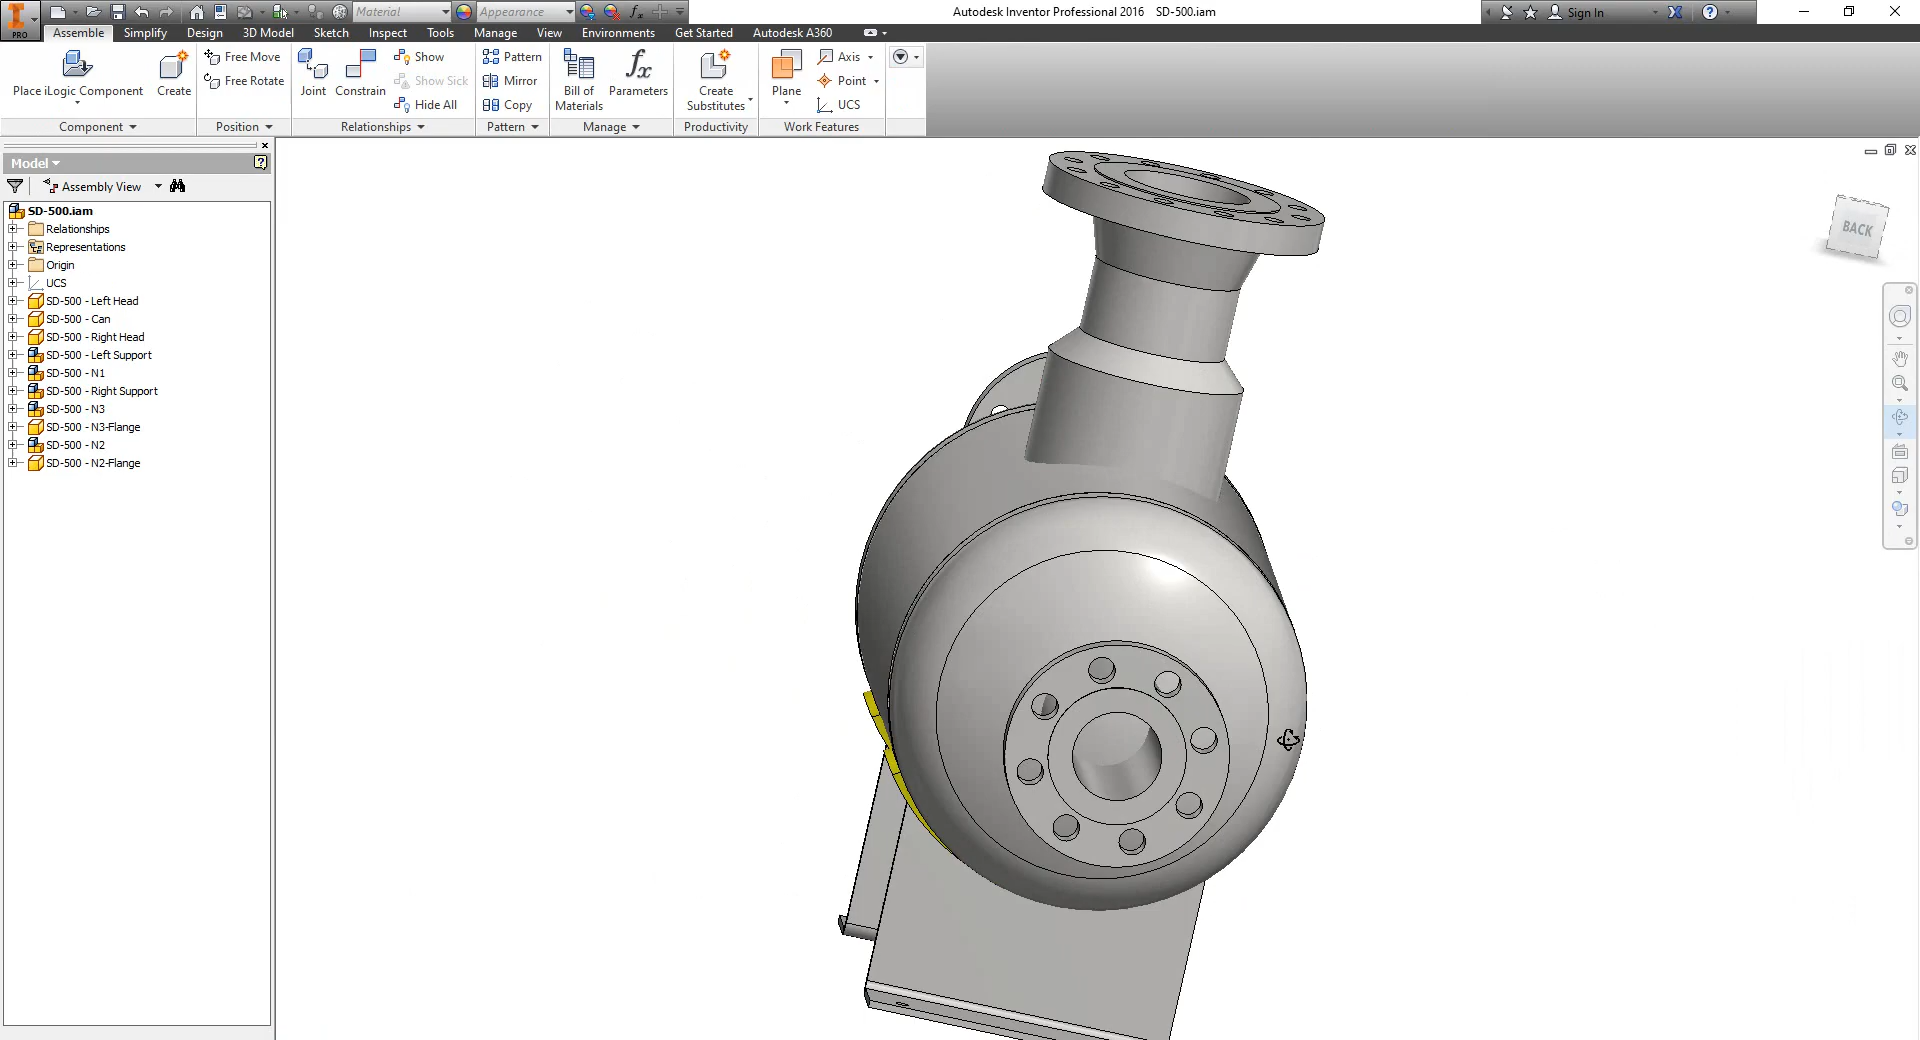 Material
Appearance
fx
Autodesk Inventor Professional 2016 SD-500.iam
Sign In
PRO
Assemble Simplify Design 3D Model Sketch Inspect Tools Manage View Environments Get Started Autodesk A360
Place iLogic Component
Create
Free Move
Free Rotate
Joint
Constrain
Show
Show Sick
Hide All
Pattern
Mirror
Copy
Bill of
Materials
fx
Parameters
Create
Substitutes
Plane
Axis
Point
UCS
Component Position Relationships Pattern Manage Productivity Work Features
Model
Assembly View
SD-500.iam
Relationships
Representations
Origin
UCS
SD-500 - Left Head
SD-500 - Can
SD-500 - Right Head
SD-500 - Left Support
SD-500 - N1
SD-500 - Right Support
SD-500 - N3
SD-500 - N3-Flange
SD-500 - N2
SD-500 - N2-Flange
BACK